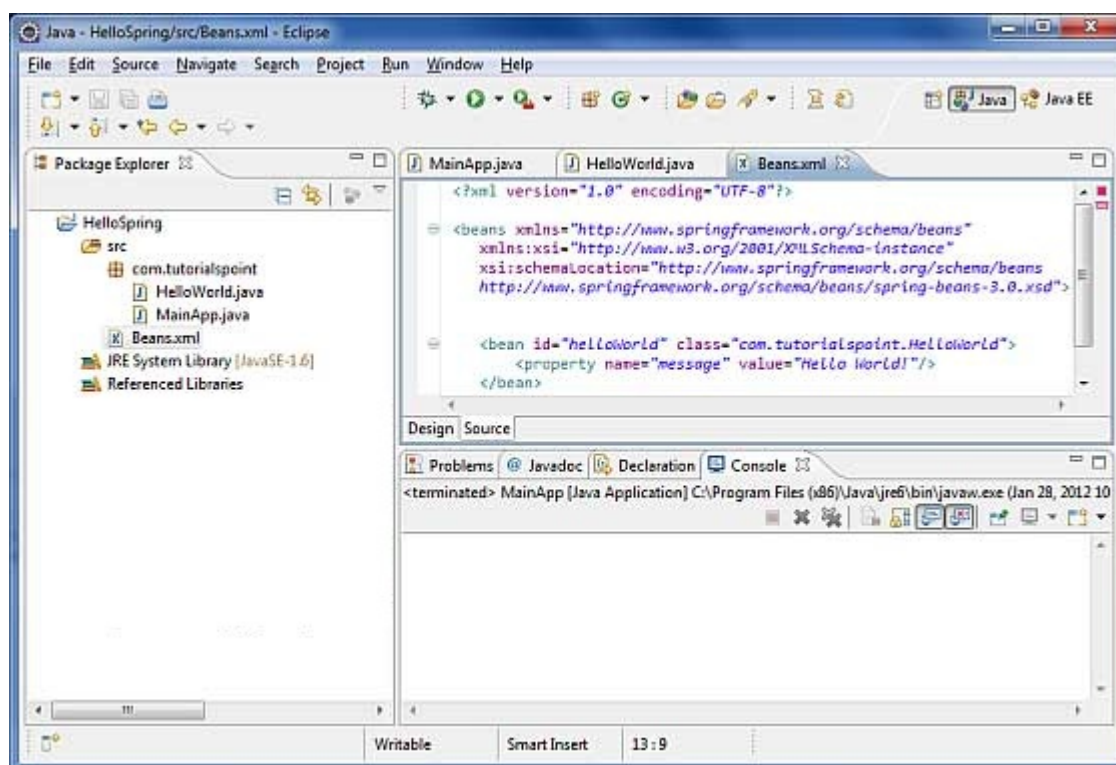 Java - HelloSpring/src/Beans.xml - Eclipse
File Edit Source Navigate Search Project Run Window Help
Java Java EE
Package Explorer
HelloSpring
src
com.tutorialspoint
HelloWorld.java
MainApp.java
Beans.xml
JRE System Library [JavaSE-1.6]
Referenced Libraries
MainApp.java HelloWorld.java Beans.xml
<?xml version="1.0" encoding="UTF-8"?>
<beans xmlns="http://www.springframework.org/schema/beans"
xmlns:xsi="http://www.w3.org/2001/XMLSchema-instance"
xsi:schemaLocation="http://www.springframework.org/schema/beans
http://www.springframework.org/schema/beans/spring-beans-3.0.xsd">
<bean id="helloWorld" class="com.tutorialspoint.HelloWorld">
<property name="message" value="Hello World!"/>
</bean>
Design Source
Problems Javadoc Declaration Console
<terminated> MainApp [Java Application] C:\Program Files (x86)\Java\jre6\bin\javaw.exe (Jan 28, 2012 10
Writable Smart Insert 13:9